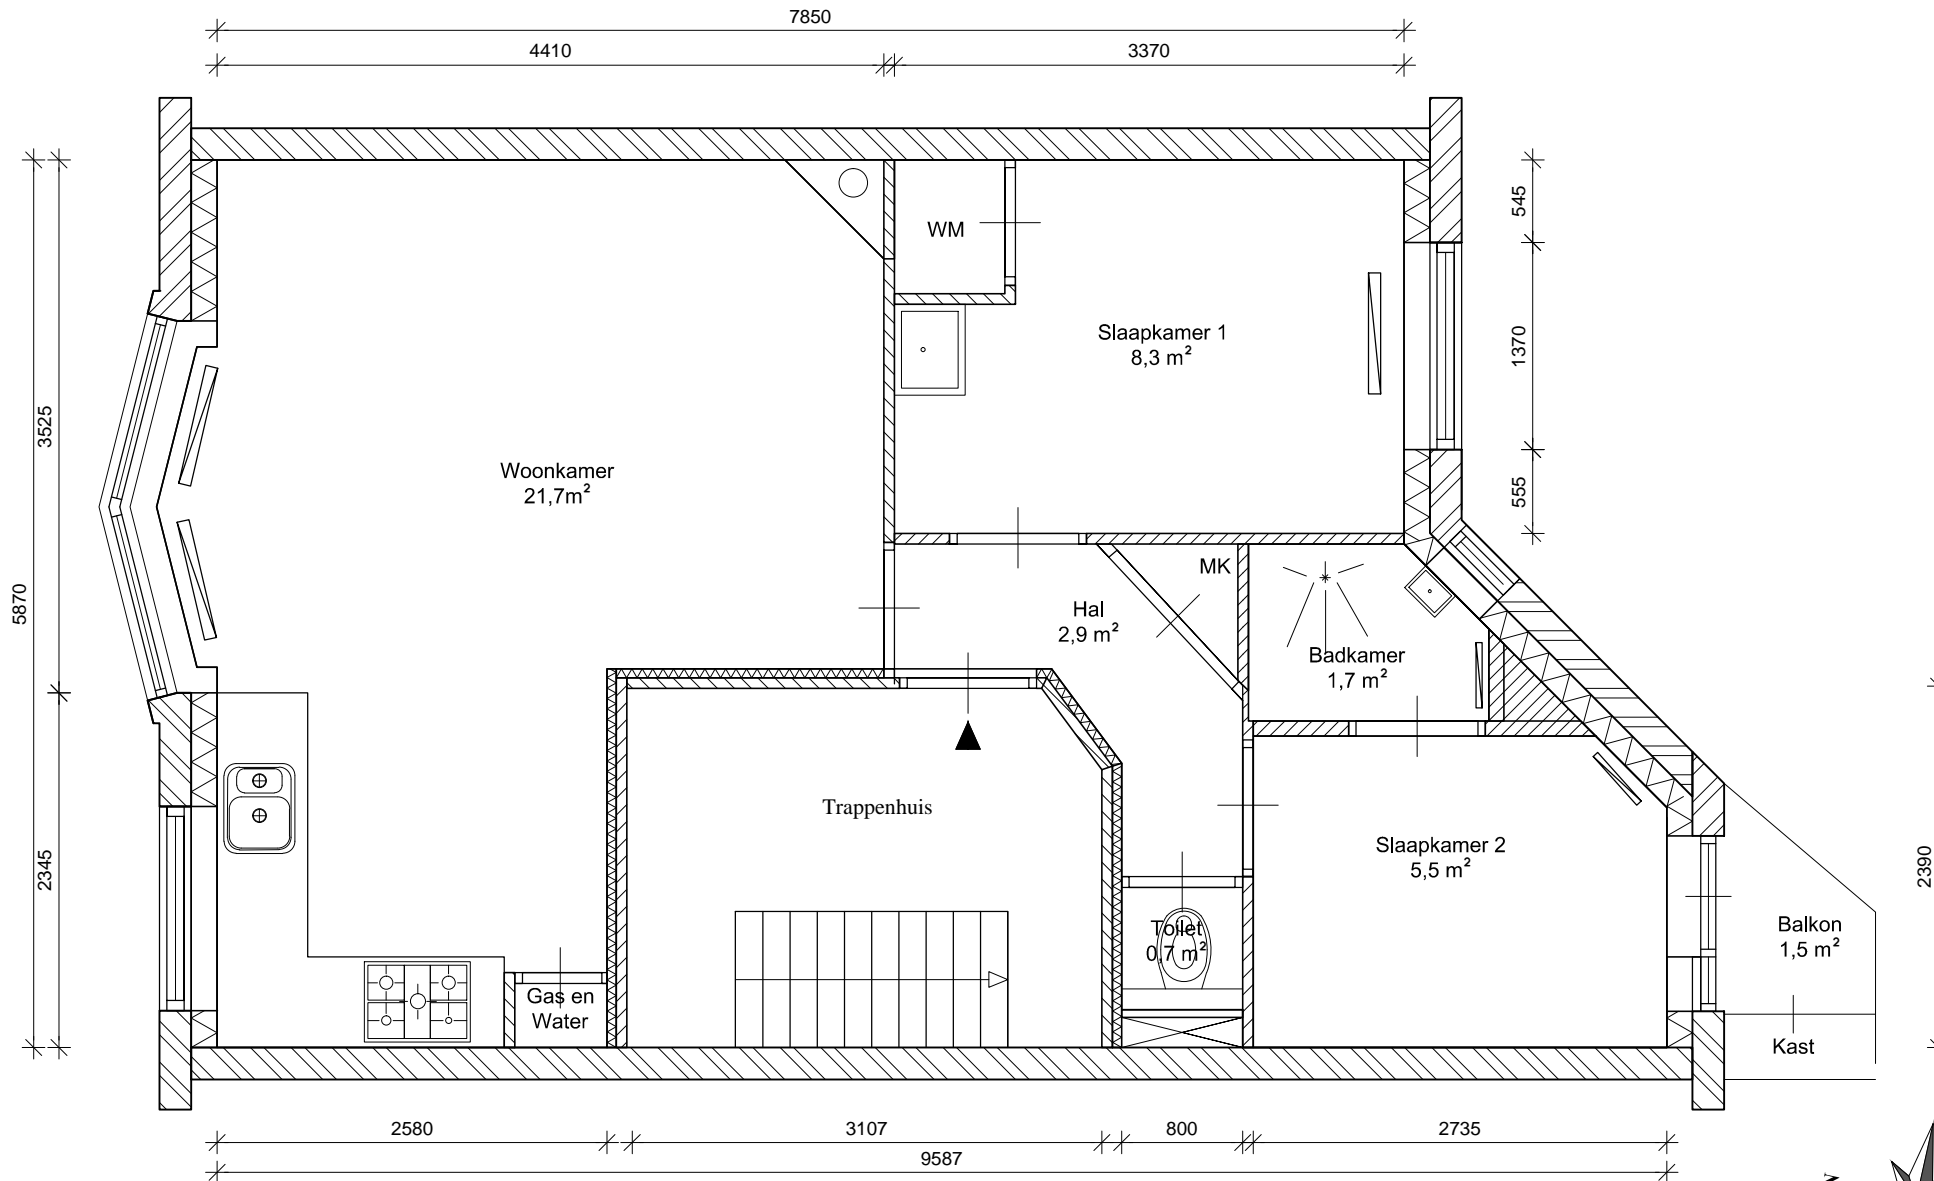 7850
4410
3370
WM
545
Slaapkamer 1
8,3 m²
1370
3525
Woonkamer
21,7m²
555
MK
5870
Hal
2,9 m²
Badkamer
1,7 m²
Trappenhuis
2345
Slaapkamer 2
5,5 m²
2390
Toilet
0,7 m²
Balkon
1,5 m²
Gas en
Water
Kast
2580
3107
800
2735
9587
N